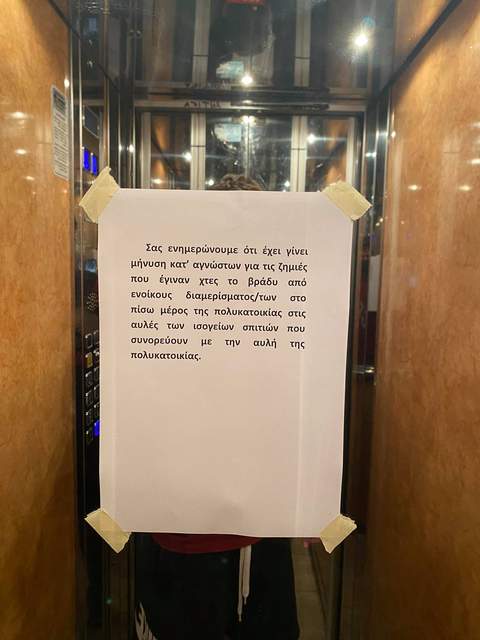 Σας ενημερώνουμε ότι έχει γίνει
μήνυση κατ' αγνώστων για τις ζημιές
που έγιναν χτες το βράδυ από
ενοίκους διαμερίσματος/των στο
πίσω μέρος της πολυκατοικίας στις
αυλές των ισογείων σπιτιών που
συνορεύουν με την αυλή της
πολυκατοικίας.